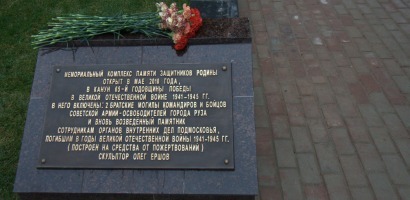 МЕМОРИАЛЬНЫЙ КОМПЛЕКС ПАМЯТИ ЗАЩИТНИКОВ РОДИНЫ
ОТКРЫТ В МАЕ 2010 ГОДА,
В КАНУН 65-Й ГОДОВЩИНЫ ПОБЕДЫ
В ВЕЛИКОЙ ОТЕЧЕСТВЕННОЙ ВОЙНЕ 1941-1945 ГГ.
В НЕГО ВКЛЮЧЕНЫ: 2 БРАТСКИЕ МОГИЛЫ КОМАНДИРОВ И БОЙЦОВ
СОВЕТСКОЙ АРМИИ-ОСВОБОДИТЕЛЕЙ ГОРОДА РУЗА
И ВНОВЬ ВОЗВЕДЕННЫЙ ПАМЯТНИК
СОТРУДНИКАМ ОРГАНОВ ВНУТРЕННИХ ДЕЛ ПОДМОСКОВЬЯ,
ПОГИБШИМ В ГОДЫ ВЕЛИКОЙ ОТЕЧЕСТВЕННОЙ ВОЙНЫ 1941-1945 ГГ.
(ПОСТРОЕН НА СРЕДСТВА ОТ ПОЖЕРТВОВАНИЙ)
СКУЛЬПТОР ОЛЕГ ЕРШОВ